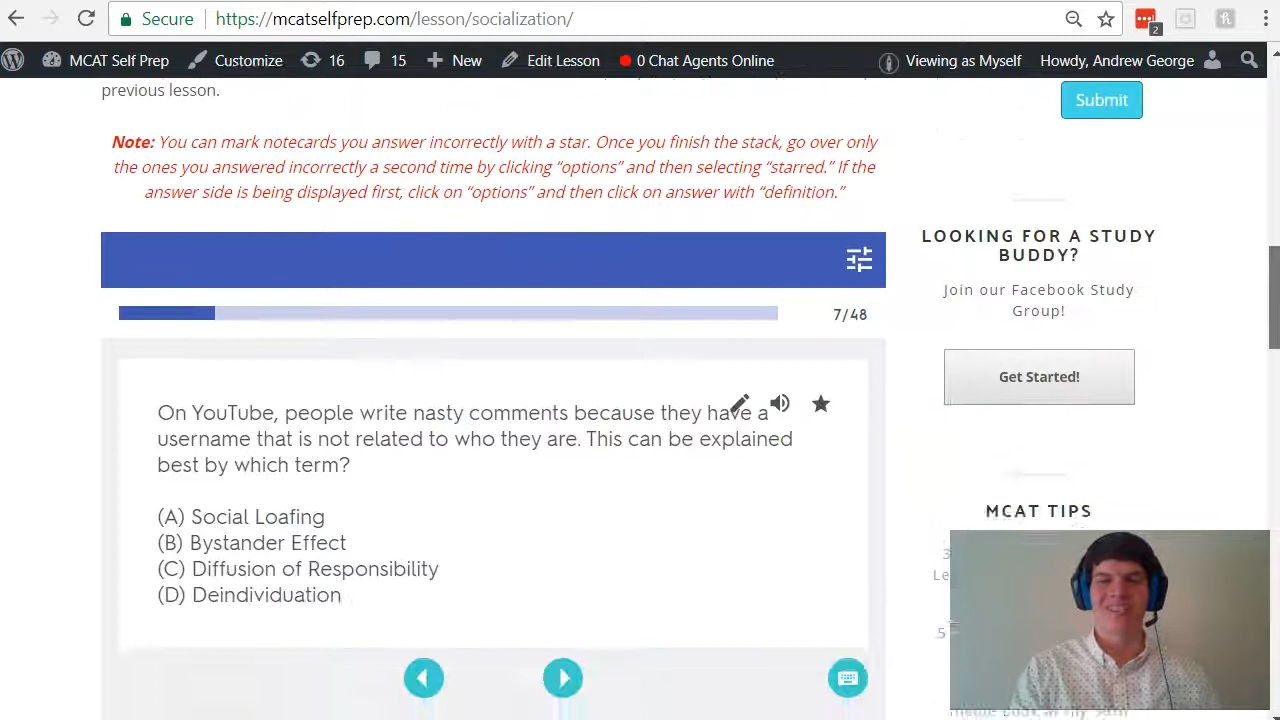 Secure
https://mcatselfprep.com/lesson/socialization/
2
MCAT Self Prep
Customize
16
15
New
Edit Lesson
0 Chat Agents Online
Viewing as Myself
Howdy, Andrew George
previous lesson.
Submit
Note: You can mark notecards you answer incorrectly with a star. Once you finish the stack, go over only
the ones you answered incorrectly a second time by clicking “options” and then selecting “starred.” If the
answer side is being displayed first, click on “options” and then click on answer with “definition.”
7/48
On YouTube, people write nasty comments because they have a
username that is not related to who they are. This can be explained
best by which term?
(A) Social Loafing
(B) Bystander Effect
(C) Diffusion of Responsibility
(D) Deindividuation
LOOKING FOR A STUDY
BUDDY?
Join our Facebook Study
Group!
Get Started!
MCAT TIPS
3
Le
5